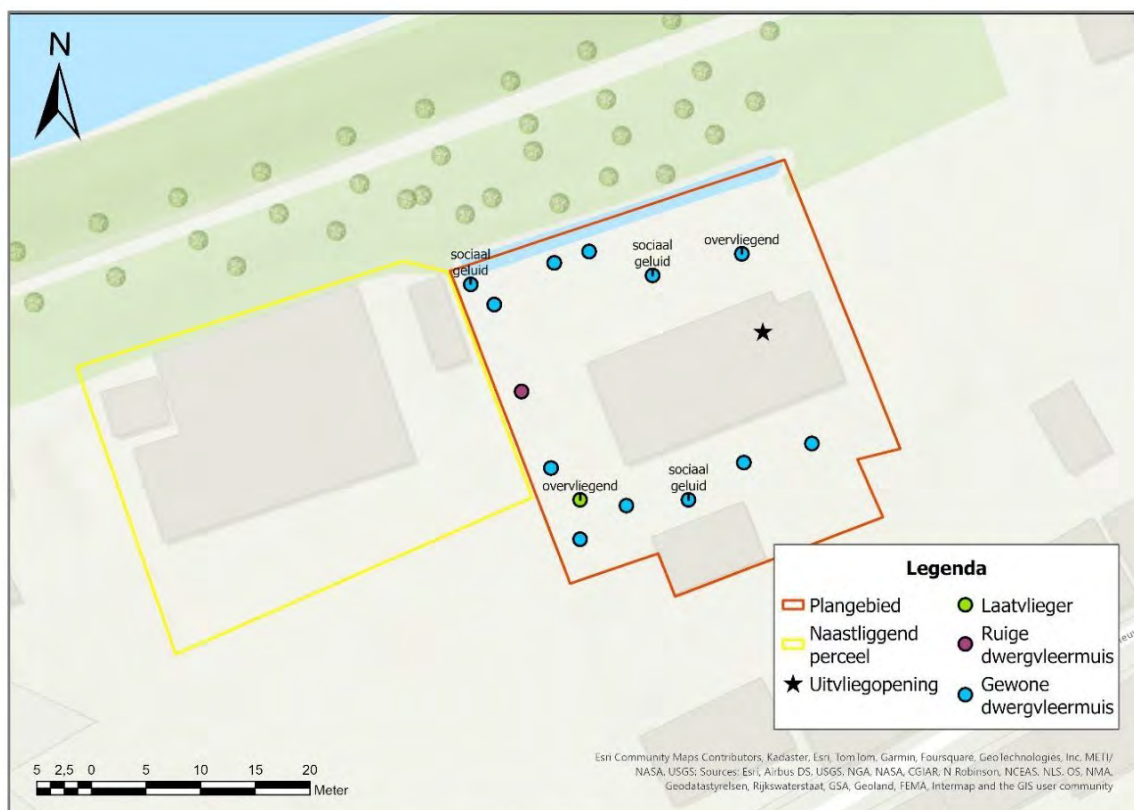 N
sociaal
geluid
sociaal
geluid
overvliegend
overvliegend
sociaal
geluid
Legenda
Plangebied
Naastliggend
perceel
Uitvliegopening
Laatvlieger
Ruige
dwergvleermuis
Gewone
dwergvleermuis
5 2,5 0 5 10 15 20
Meter
Esri Community Maps Contributors, Kadaster, Esri, TomTom, Garmin, Foursquare, GeoTechnologies, Inc, METI/
NASA, USGS; Sources: Esri, Airbus DS, USGS, NGA, NASA, CGIAR, N Robinson, NCEAS, NLS, OS, NMA,
Geodatastyrelsen, Rijkswaterstaat, GSA, Geoland, FEMA, Intermap and the GIS user community